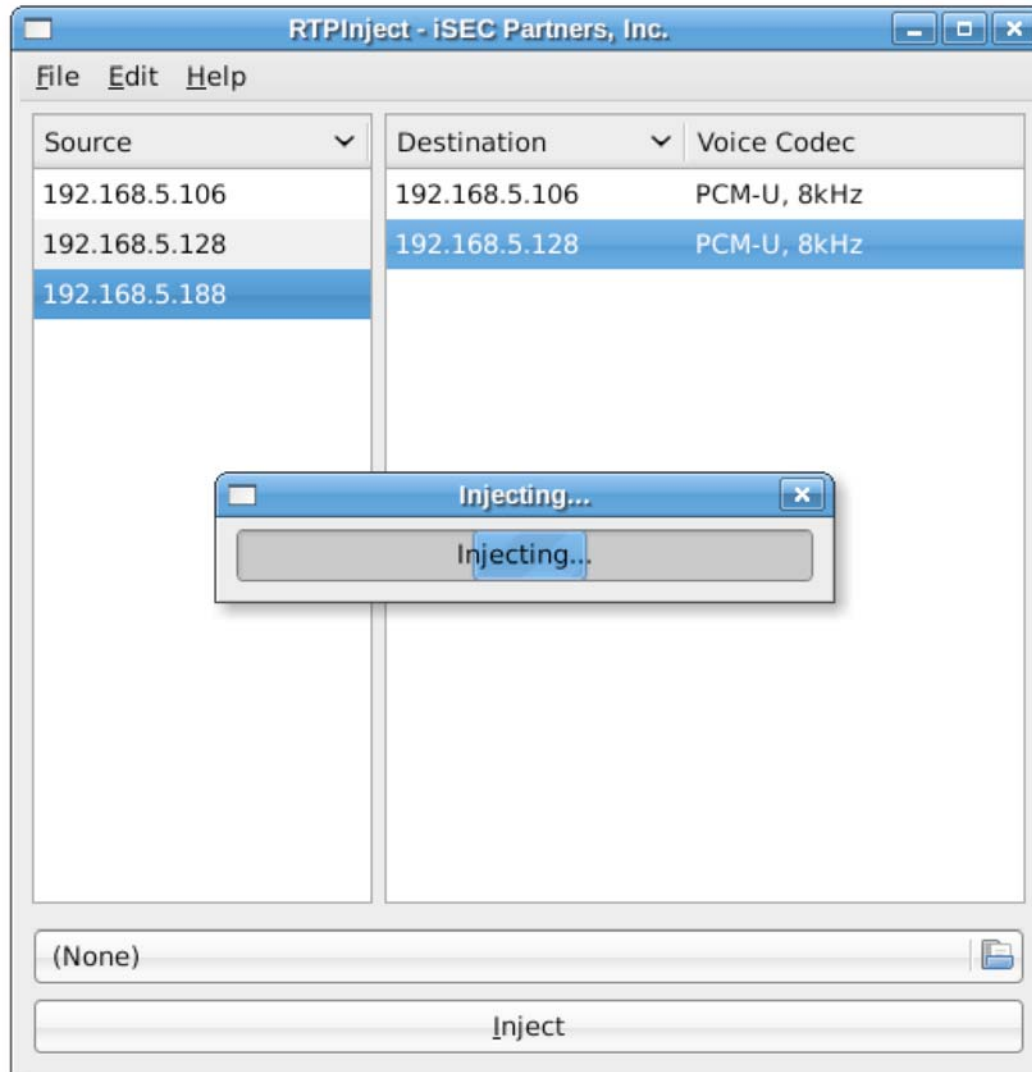 RTPInject - iSEC Partners, Inc.
File Edit Help
Source Destination Voice Codec
192.168.5.106 192.168.5.106 PCM-U, 8kHz
192.168.5.128 192.168.5.128 PCM-U, 8kHz
192.168.5.188
Injecting...
Injecting...
(None)
Inject